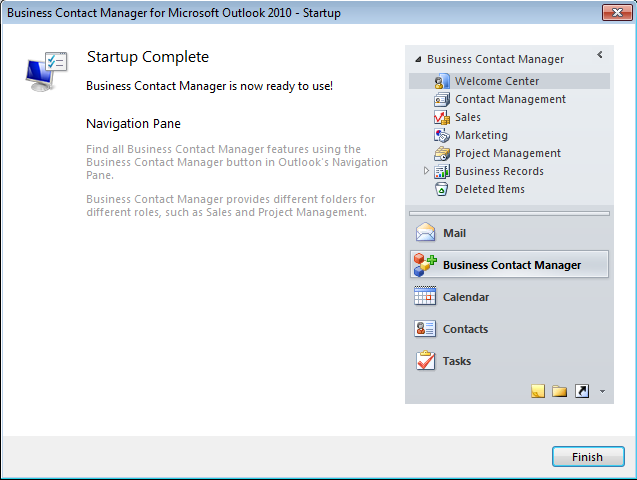 Business Contact Manager for Microsoft Outlook 2010 - Startup
Startup Complete
Business Contact Manager is now ready to use!
Navigation Pane
Find all Business Contact Manager features using the
Business Contact Manager button in Outlook's Navigation
Pane.
Business Contact Manager provides different folders for
different roles, such as Sales and Project Management.
Business Contact Manager
Welcome Center
Contact Management
Sales
Marketing
Project Management
Business Records
Deleted Items
Mail
Business Contact Manager
Calendar
Contacts
Tasks
Finish